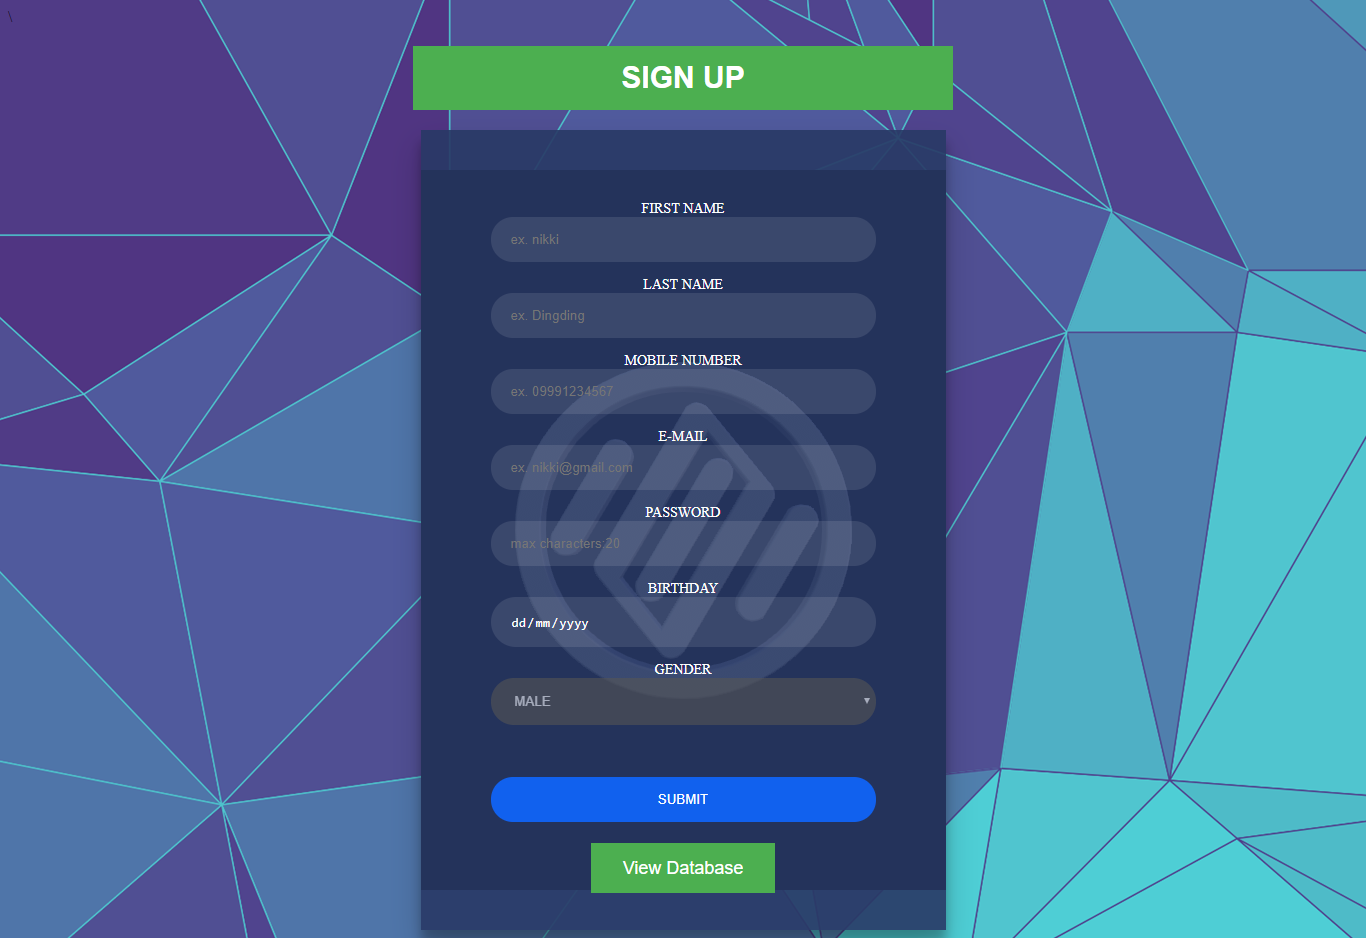 \
SIGN UP
FIRST NAME
ex. nikki
LAST NAME
ex. Dingding
MOBILE NUMBER
ex. 09991234567
E-MAIL
ex. nikki@gmail.com
PASSWORD
max characters:20
BIRTHDAY
dd/mm/yyyy
GENDER
MALE
SUBMIT
View Database